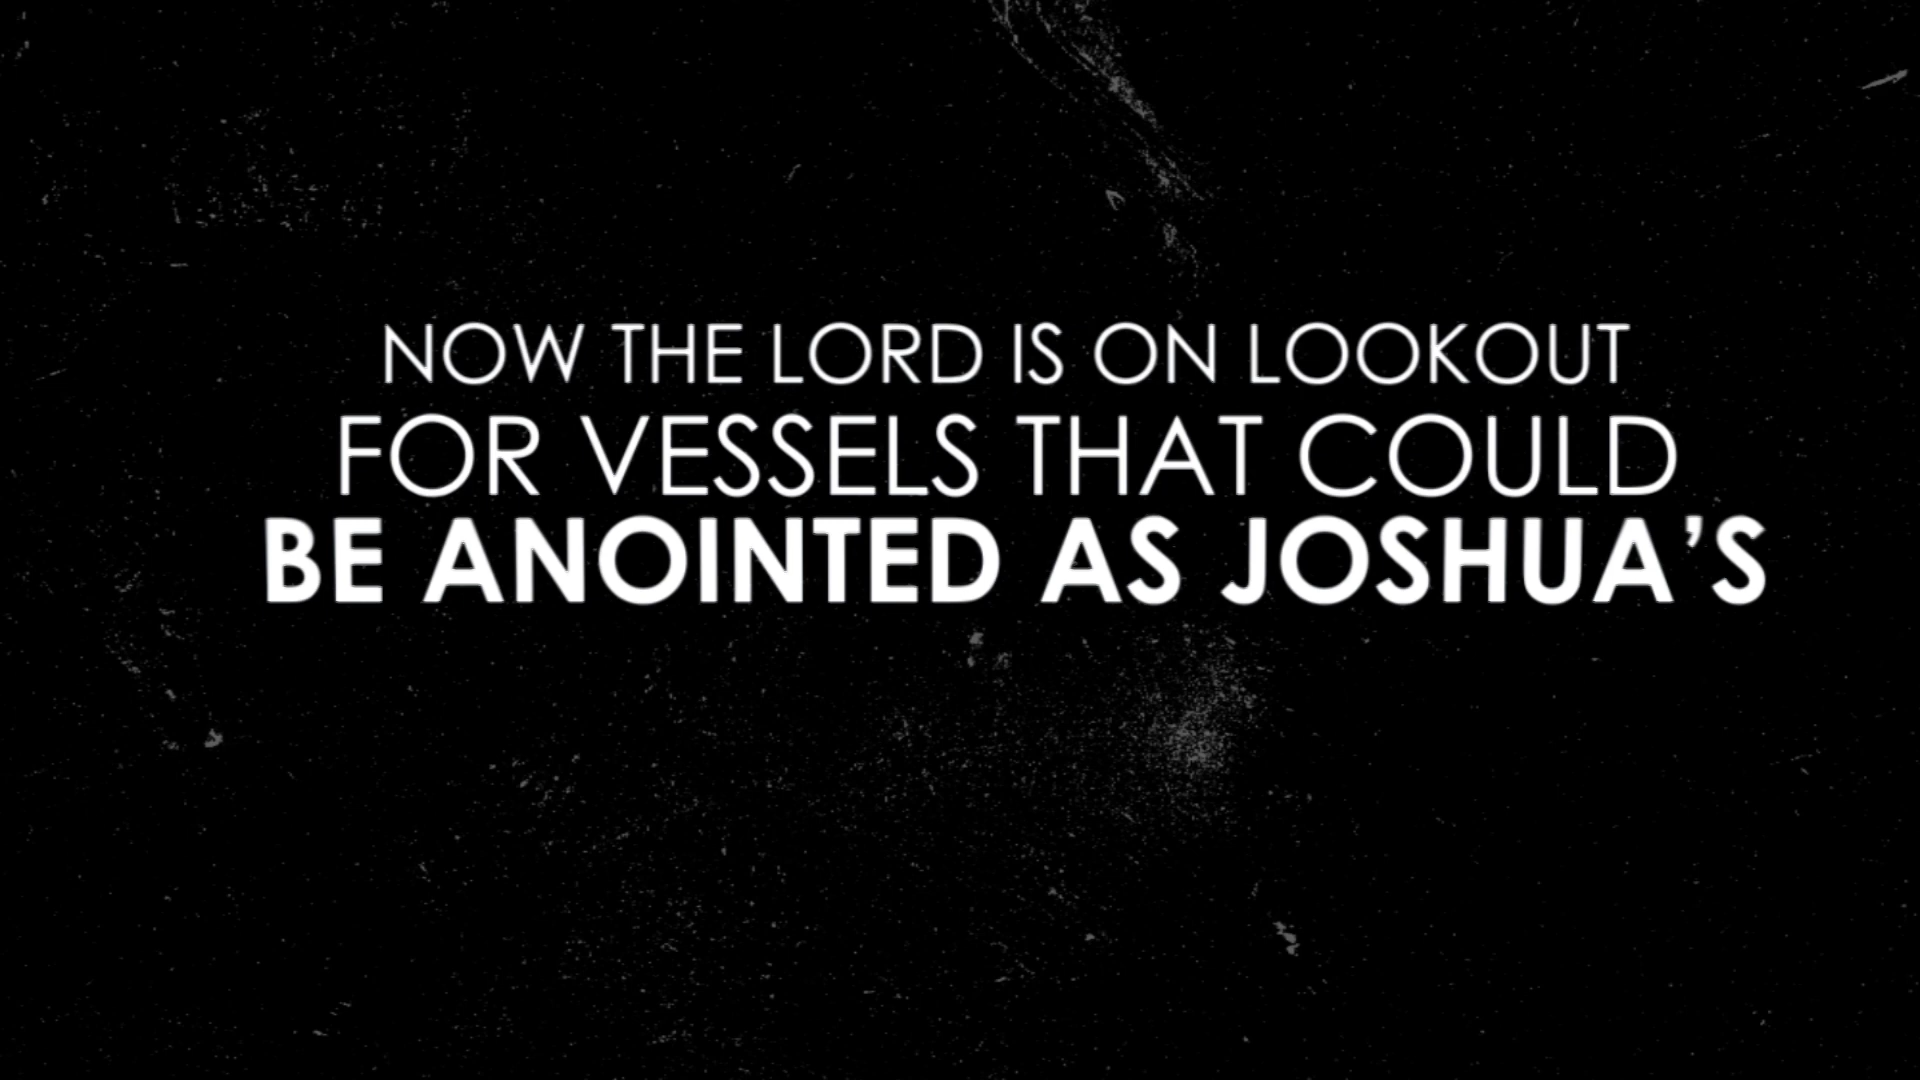 NOW THE LORD IS ON LOOKOUT
FOR VESSELS THAT COULD
BE ANOINTED AS JOSHUA’S